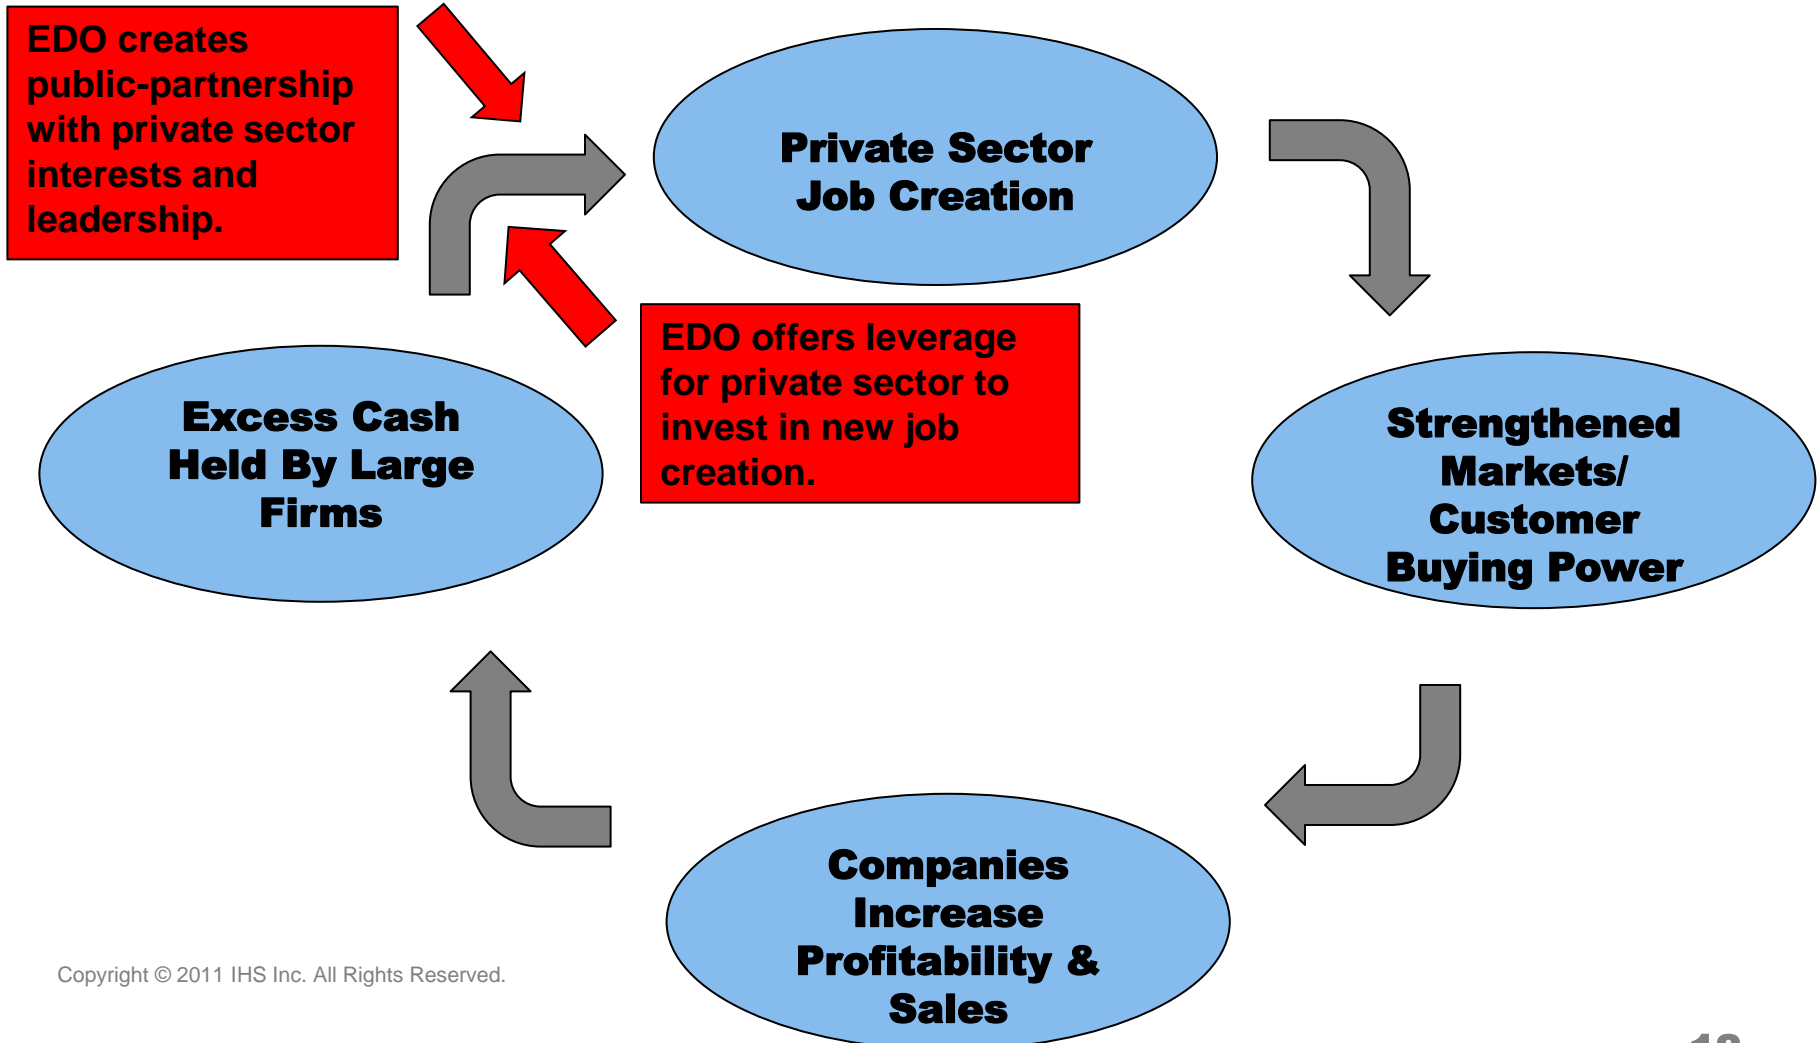 EDO creates
public-partnership
with private sector
interests and
leadership.
Private Sector
Job Creation
EDO offers leverage
for private sector to
invest in new job
creation.
Excess Cash
Held By Large
Firms
Strengthened
Markets/
Customer
Buying Power
Companies
Increase
Profitability &
Sales
Copyright © 2011 IHS Inc. All Rights Reserved.